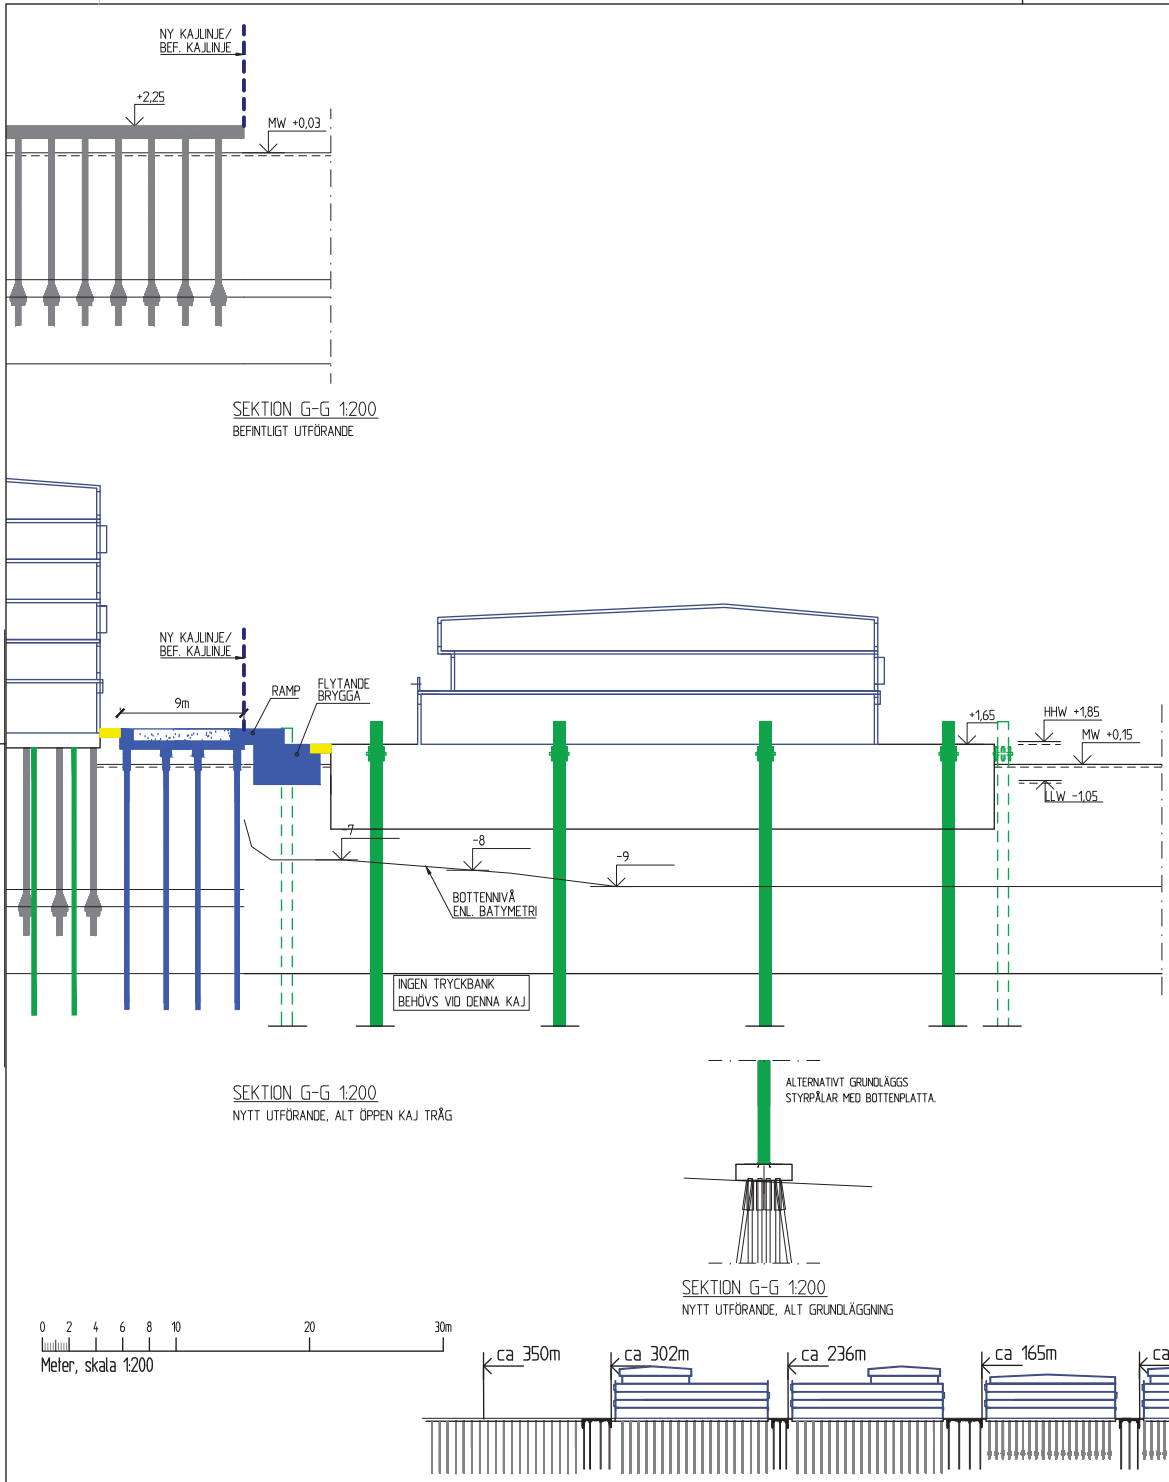 NY KAJLINJE/
BEF. KAJLINJE
+2,25
MW +0,03
SEKTION G-G 1:200
BEFINTLIGT UTFÖRANDE
NY KAJLINJE/
BEF. KAJLINJE
9m
RAMP
FLYTANDE
BRYGGA
+1,65
HHW +1,85
MW +0,15
LLW -1,05
-7
-8
-9
BOTTENNIVÅ
ENL. BATYMETRI
INGEN TRYCKBANK
BEHÖVS VID DENNA KAJ
SEKTION G-G 1:200
NYTT UTFÖRANDE, ALT ÖPPEN KAJ TRÅG
ALTERNATIVT GRUNDLÄGGS
STYRPÅLAR MED BOTTENPLATTA.
SEKTION G-G 1:200
NYTT UTFÖRANDE, ALT GRUNDLÄGGNING
0 2 4 6 8 10 20 30m
Meter, skala 1:200
ca 350m
ca 302m
ca 236m
ca 165m
ca